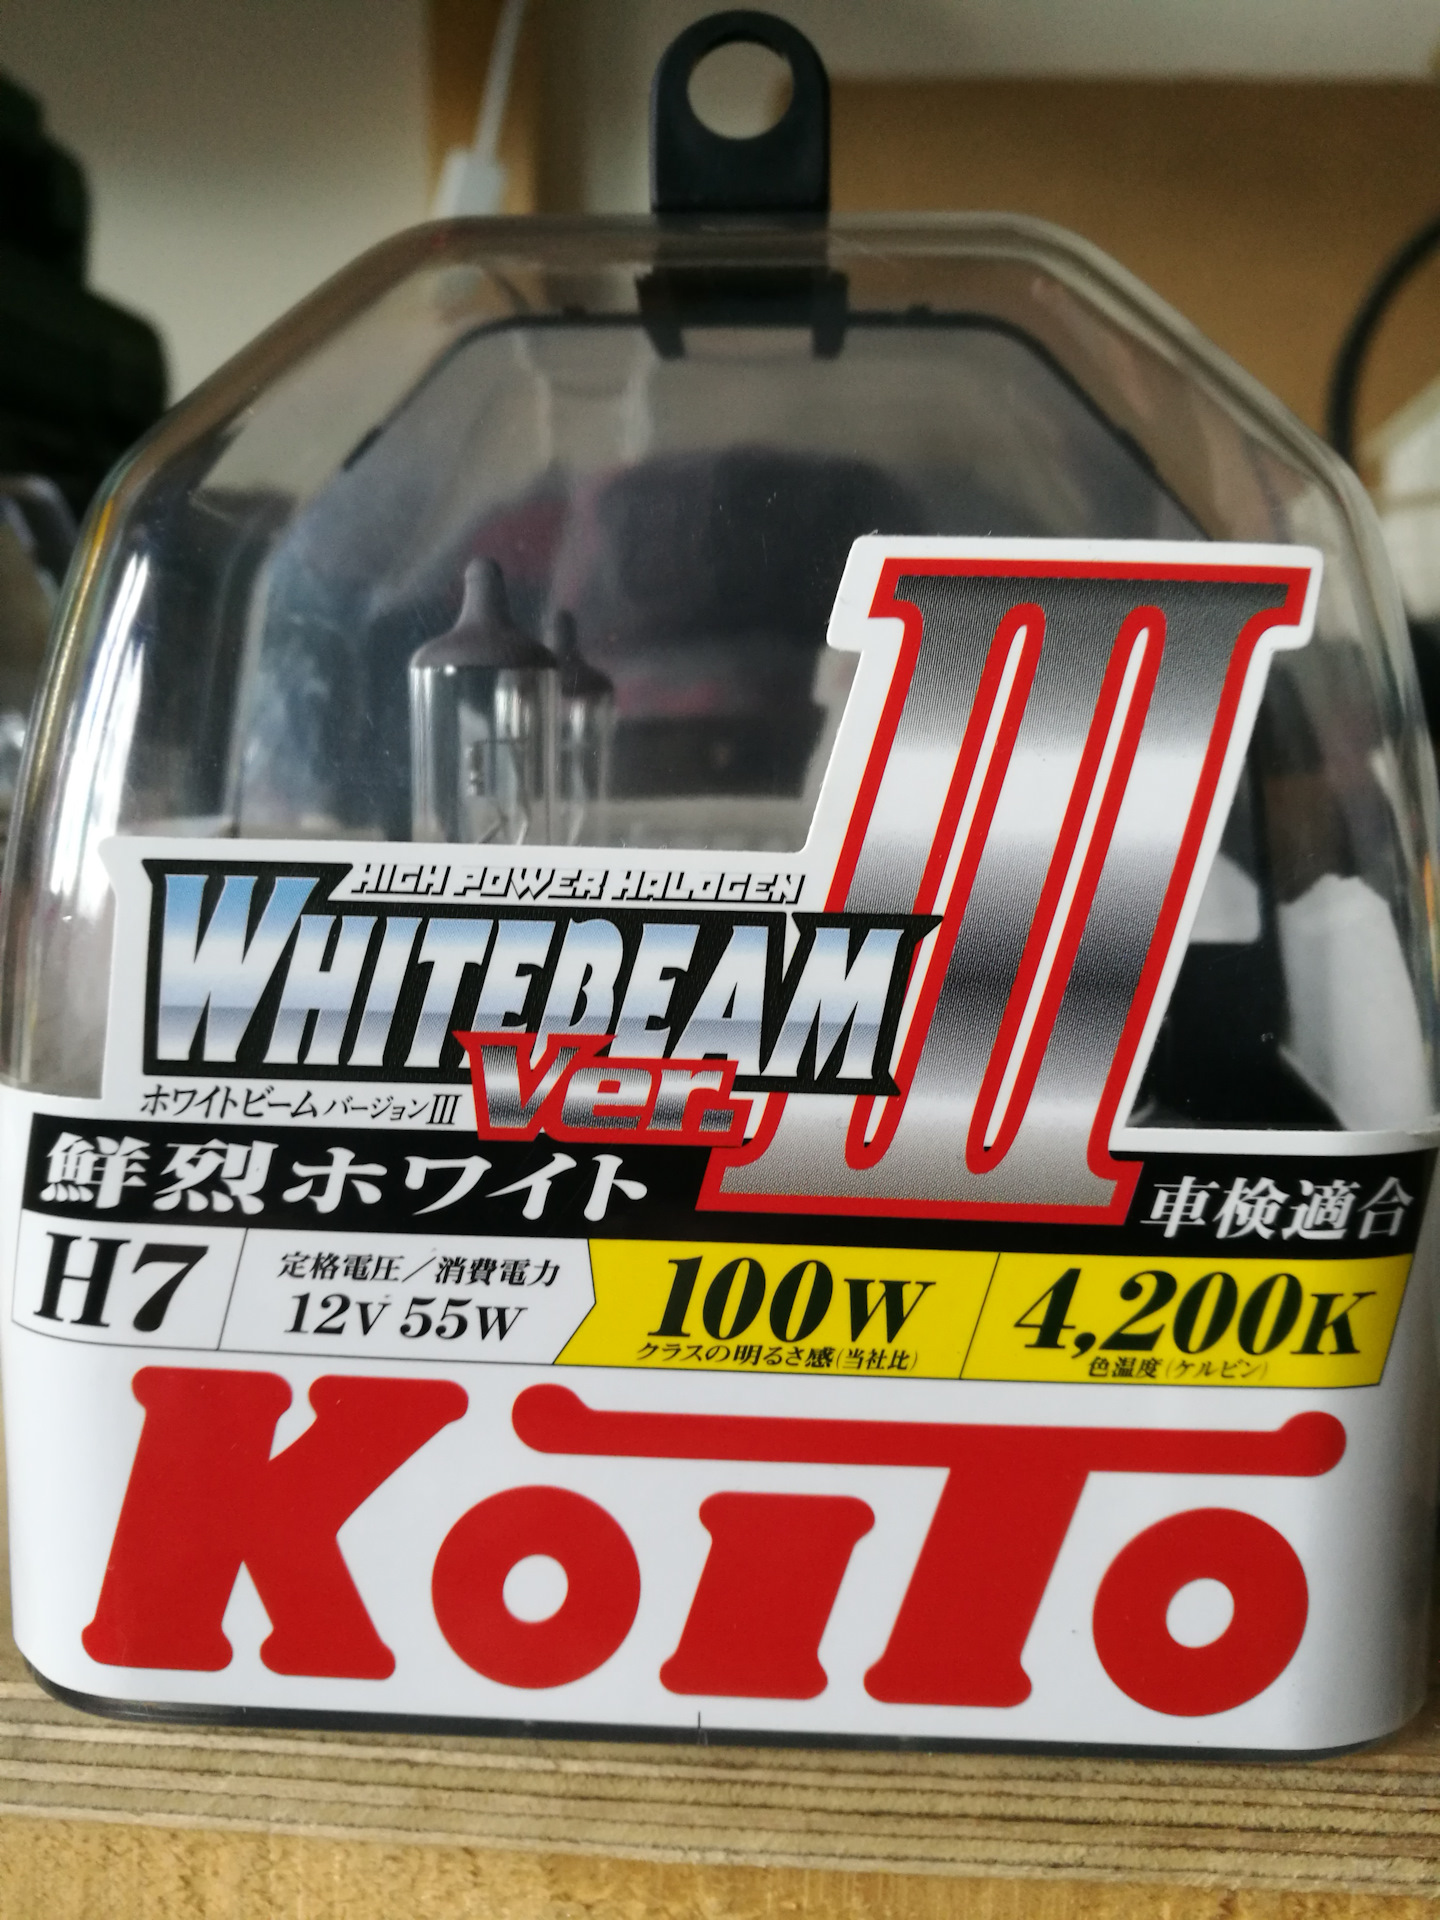 III
HIGH POWER HALOGEN
WHITEBEAM
Ver.
ホワイトビーム バージョンIII
鮮烈ホワイト
車検適合
H7
定格電圧／消費電力
12V 55W
100W
クラスの明るさ感(当社比)
4,200K
色温度(ケルビン)
KOITO